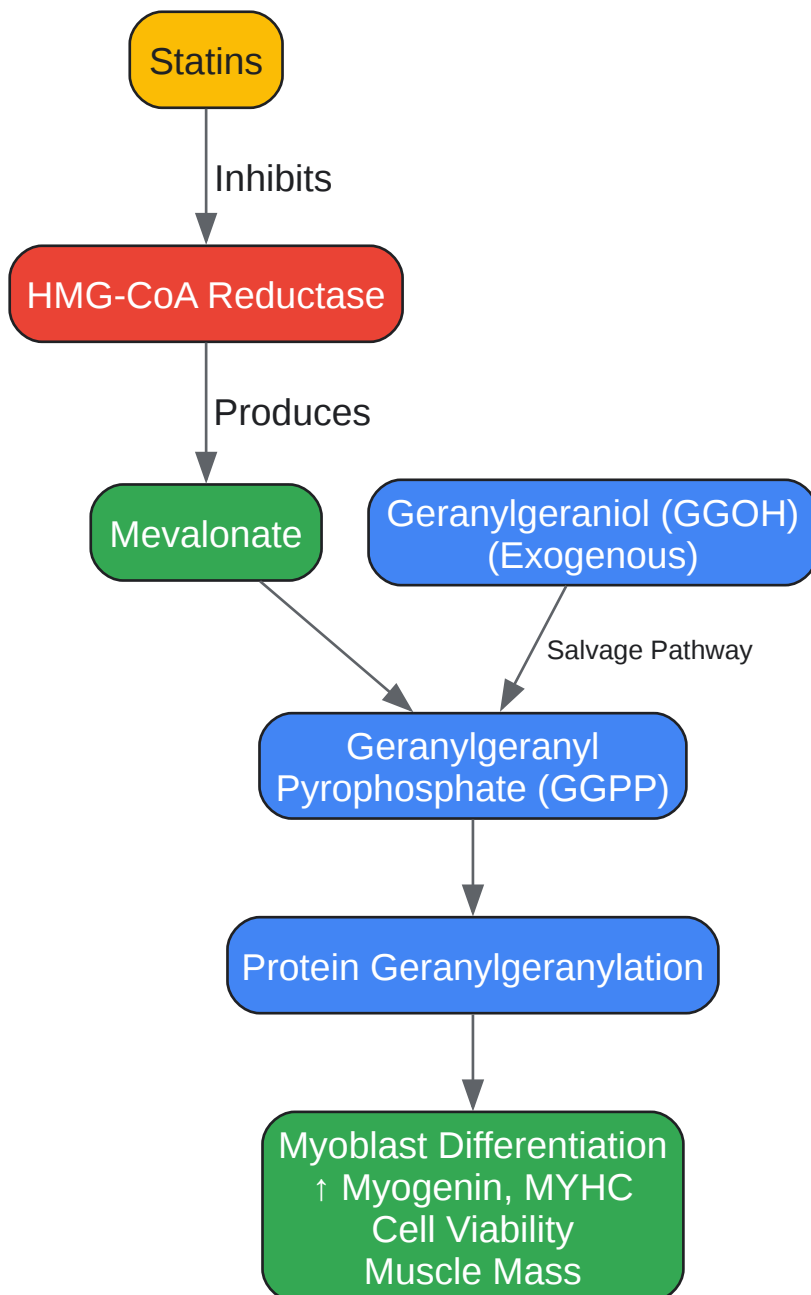 Statins
Inhibits
HMG-CoA Reductase
Produces
Mevalonate
Geranylgeraniol (GGOH)
(Exogenous)
Salvage Pathway
Geranylgeranyl
Pyrophosphate (GGPP)
Protein Geranylgeranylation
Myoblast Differentiation
↑ Myogenin, MYHC
Cell Viability
Muscle Mass